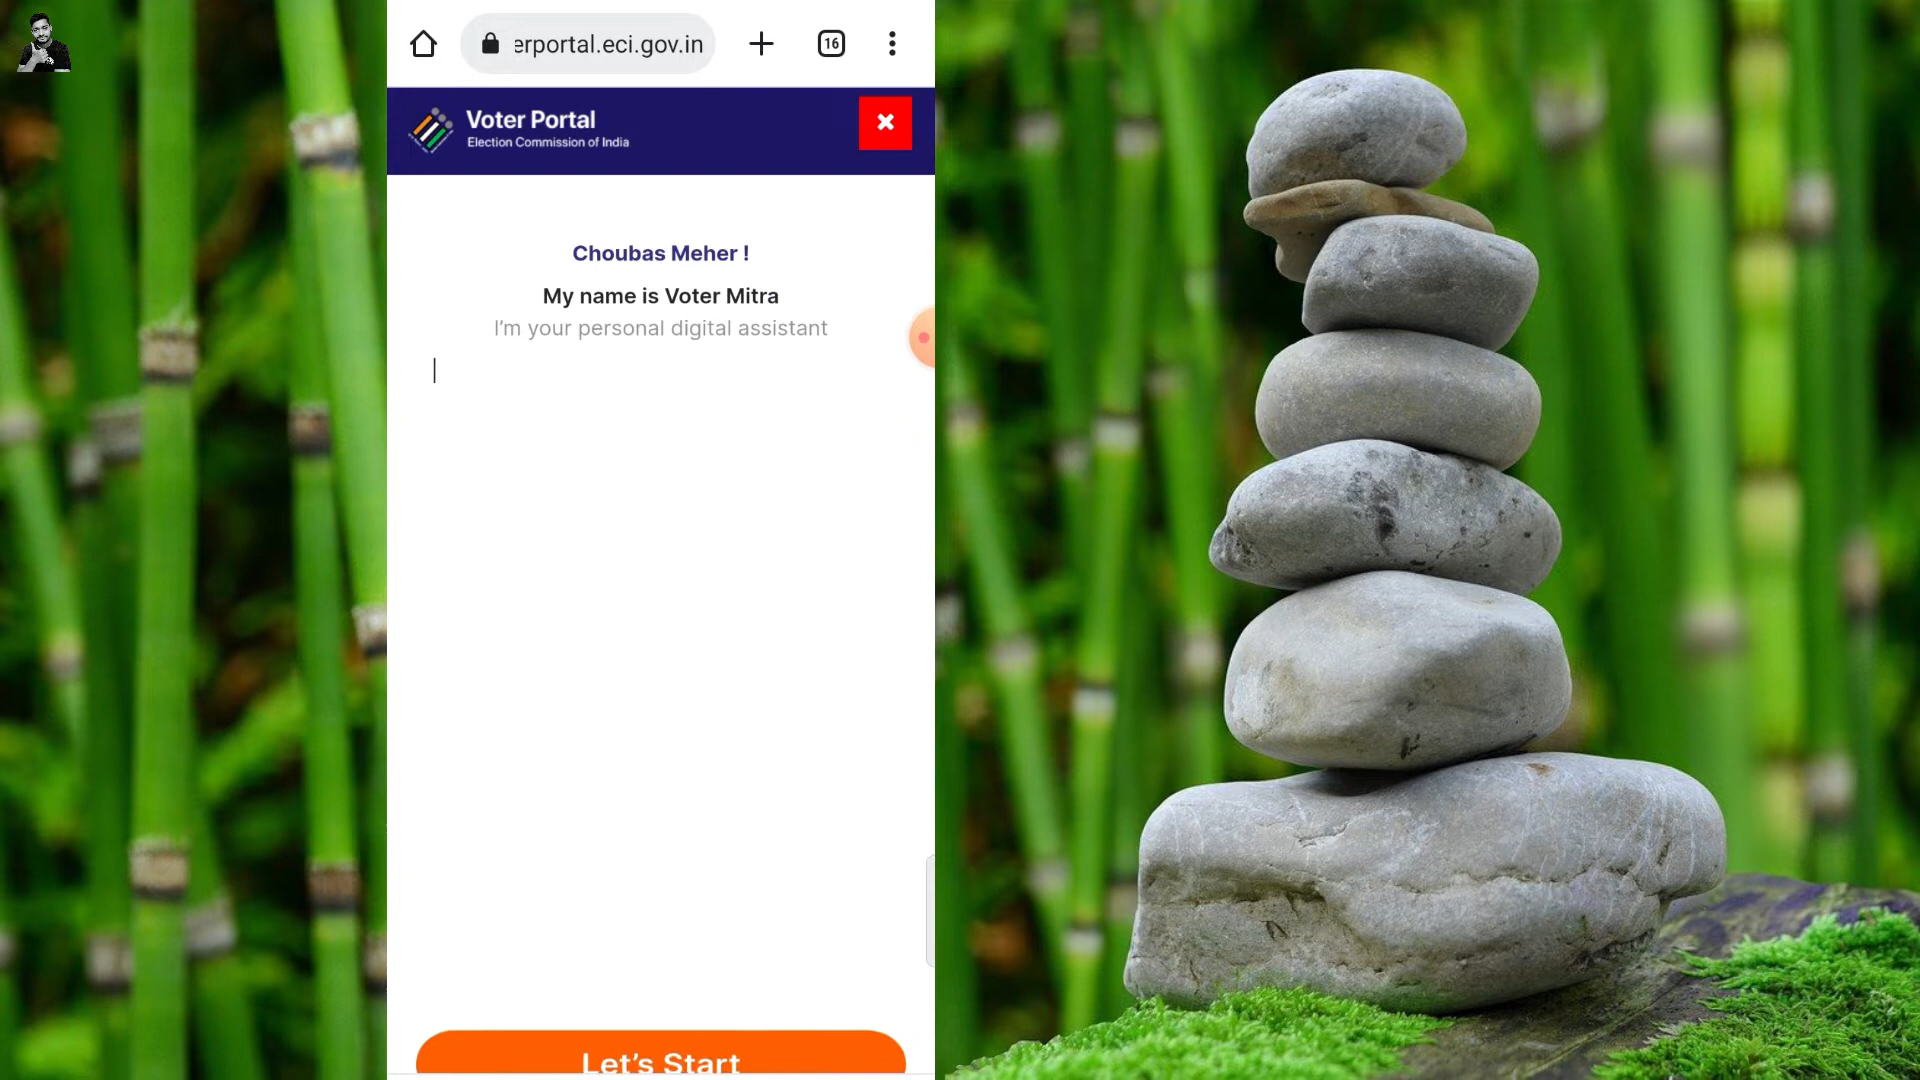 erportal.eci.gov.in
16
Voter Portal
Election Commission of India
Choubas Meher !
My name is Voter Mitra
I'm your personal digital assistant
Let's Start